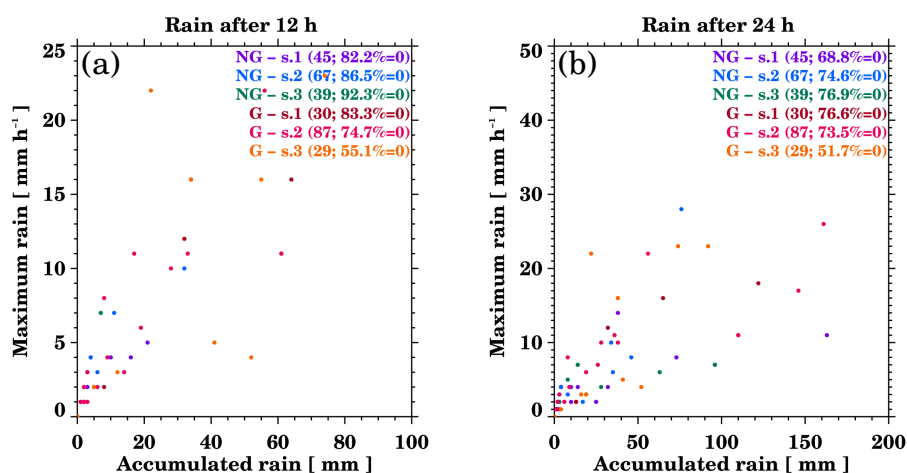 Rain after 12 h
(a)
NG – s.1 (45; 82.2%=0)
NG – s.2 (67; 86.5%=0)
NG – s.3 (39; 92.3%=0)
G – s.1 (30; 83.3%=0)
G – s.2 (87; 74.7%=0)
G – s.3 (29; 55.1%=0)
Maximum rain [ mm h⁻¹ ]
25
20
15
10
5
0
0 20 40 60 80 100
Accumulated rain [ mm ]
Rain after 24 h
(b)
NG – s.1 (45; 68.8%=0)
NG – s.2 (67; 74.6%=0)
NG – s.3 (39; 76.9%=0)
G – s.1 (30; 76.6%=0)
G – s.2 (87; 73.5%=0)
G – s.3 (29; 51.7%=0)
Maximum rain [ mm h⁻¹ ]
50
40
30
20
10
0
0 50 100 150 200
Accumulated rain [ mm ]